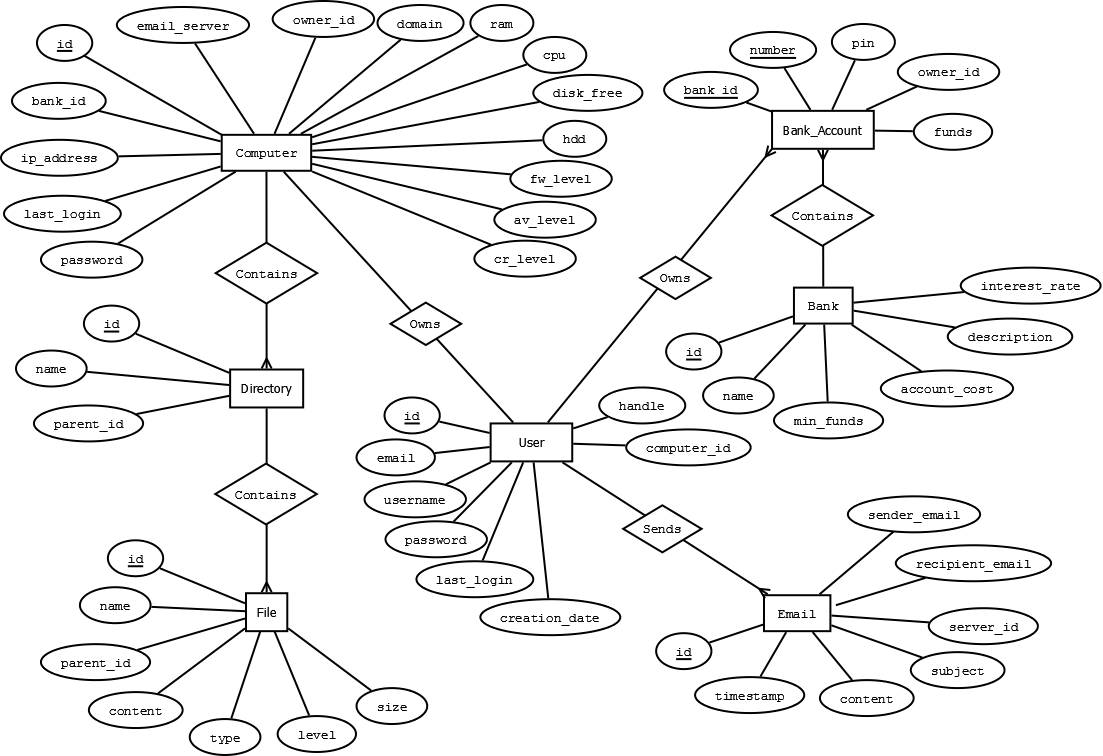 id
email_server
owner_id
domain
ram
cpu
disk_free
hdd
fw_level
av_level
cr_level
bank_id
ip_address
last_login
password
Computer
number
pin
bank_id
owner_id
funds
Bank_Account
Contains
Contains
Owns
Owns
Bank
interest_rate
description
account_cost
min_funds
name
id
id
name
parent_id
Directory
Contains
id
email
username
password
last_login
creation_date
handle
computer_id
User
Sends
id
name
parent_id
content
type
level
size
File
sender_email
recipient_email
server_id
subject
content
timestamp
id
Email